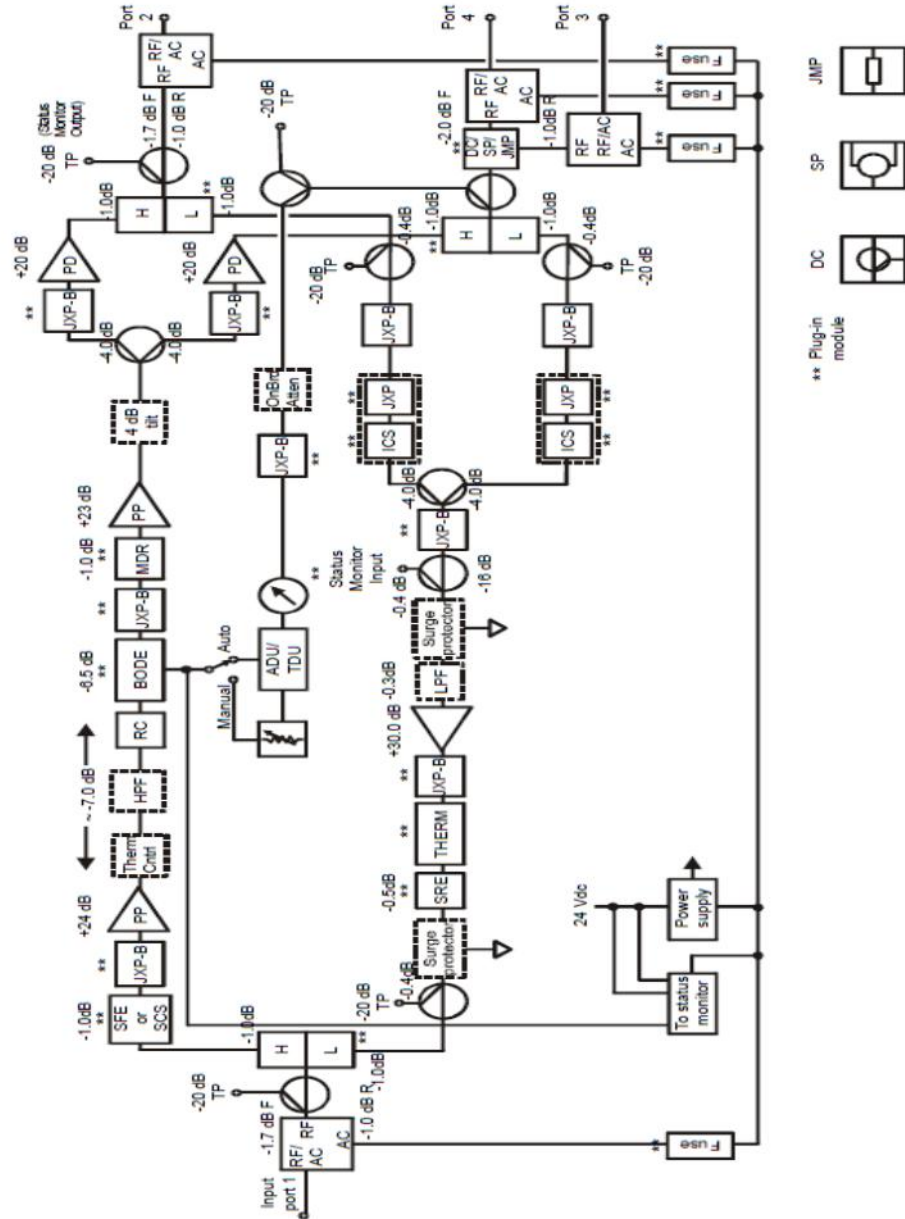 Input
port 1
RF/
AC
RF
AC
-1.7 dB F
-1.0 dB R
-20 dB
TP
H
L
**
-1.0dB
-1.0dB
-1.0dB
**
SFE
or
SCS
**
JXP-B
+24 dB
PP
Therm
Cntrl
~ -7.0 dB
HPF
RC
-6.5 dB
**
BODE
**
JXP-B
-1.0 dB
**
MDR
+23 dB
PP
4 dB
tilt
-4.0 dB
-4.0 dB
JXP-B
**
JXP-B
**
+20 dB
PD
+20 dB
PD
-1.0dB
H
L
**
-1.0dB
-20 dB
TP
(Status
Monitor
Output)
-1.7 dB F
-1.0 dB R
RF/
RF AC
AC
Port
2
Manual
Auto
ADU/
TDU
**
JXP-B
**
OnBrd
Atten
-20 dB
TP
-20 dB
TP
-0.4dB
Surge
protector
-0.5dB
**
SRE
**
THERM
**
JXP-B
+30.0 dB
-0.3dB
LPF
Surge
protector
Status
Monitor
Input
-0.4 dB
-16 dB
**
JXP-B
-4.0 dB
-4.0 dB
**
ICS
**
JXP
JXP-B
-20 dB
TP
-0.4dB
ICS
**
JXP
**
JXP-B
-0.4dB
-20 dB
TP
**
-1.0dB
H
L
-1.0dB
-2.0 dB F
**
DC/
SP/
JMP
-1.0dB R
RF/
RF AC
AC
Port
4
RF
RF/AC
AC
Port
3
24 Vdc
To status
monitor
Power
supply
**
Fuse
**
Fuse
**
Fuse
**
Fuse
** Plug-in
module
DC
SP
JMP